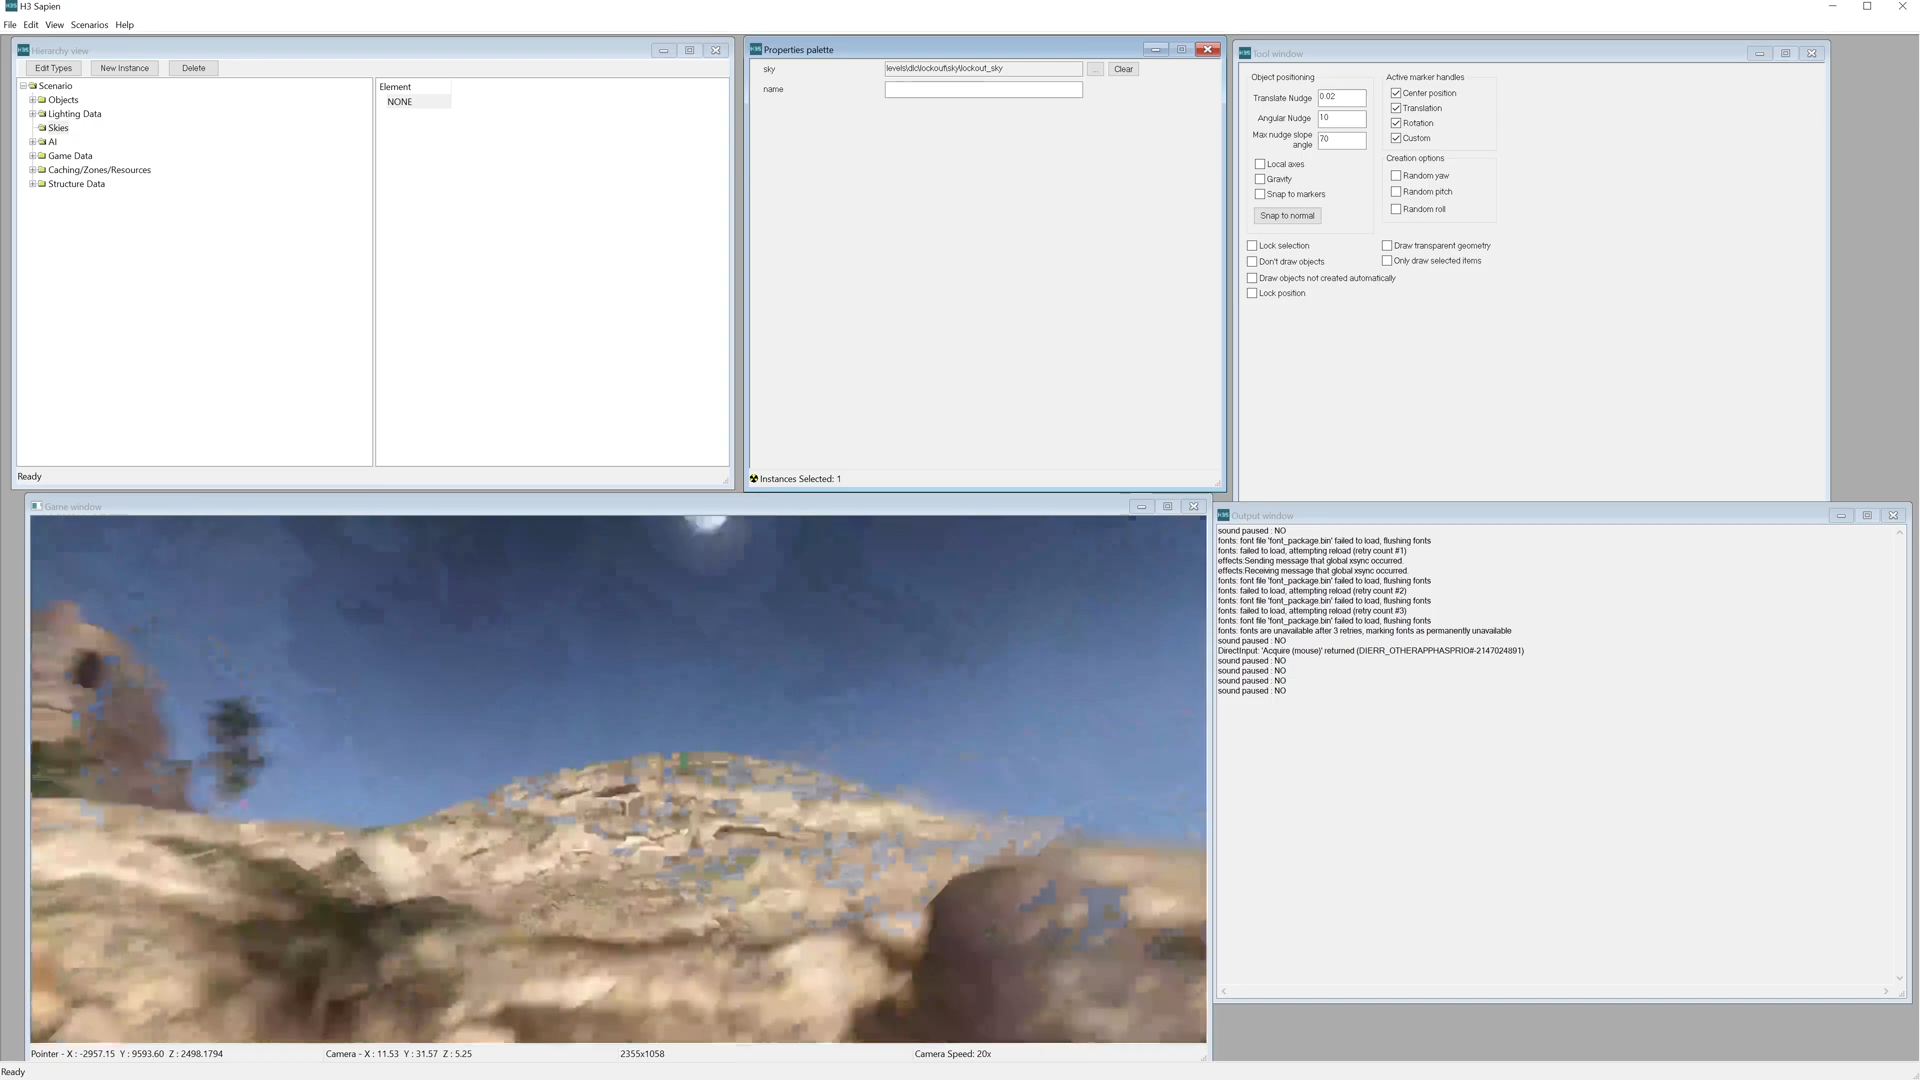 H3 Sapien
File Edit View Scenarios Help
Hierarchy view
Edit Types New Instance Delete
Scenario
Objects
Lighting Data
Skies
AI
Game Data
Caching/Zones/Resources
Structure Data
Element
NONE
Ready
Properties palette
sky levels\dlc\lockout\sky\lockout_sky ... Clear
name
Instances Selected: 1
Tool window
Object positioning
Translate Nudge 0.02
Angular Nudge 10
Max nudge slope
angle 70
Local axes
Gravity
Snap to markers
Snap to normal
Active marker handles
Center position
Translation
Rotation
Custom
Creation options
Random yaw
Random pitch
Random roll
Lock selection
Don't draw objects
Draw objects not created automatically
Lock position
Draw transparent geometry
Only draw selected items
Game window
Pointer - X : -2957.15 Y : 9593.60 Z : 2498.1794 Camera - X : 11.53 Y : 31.57 Z : 5.25 2355x1058 Camera Speed: 20x
Output window
sound paused : NO
fonts: font file 'font_package.bin' failed to load, flushing fonts
fonts: failed to load, attempting reload (retry count #1)
effects:Sending message that global xsync occurred.
effects:Receiving message that global xsync occurred.
fonts: font file 'font_package.bin' failed to load, flushing fonts
fonts: failed to load, attempting reload (retry count #2)
fonts: font file 'font_package.bin' failed to load, flushing fonts
fonts: failed to load, attempting reload (retry count #3)
fonts: font file 'font_package.bin' failed to load, flushing fonts
fonts: fonts are unavailable after 3 retries, marking fonts as permanently unavailable
sound paused : NO
DirectInput: 'Acquire (mouse)' returned (DIERR_OTHERAPPHASPRIO#-2147024891)
sound paused : NO
sound paused : NO
sound paused : NO
sound paused : NO
Ready